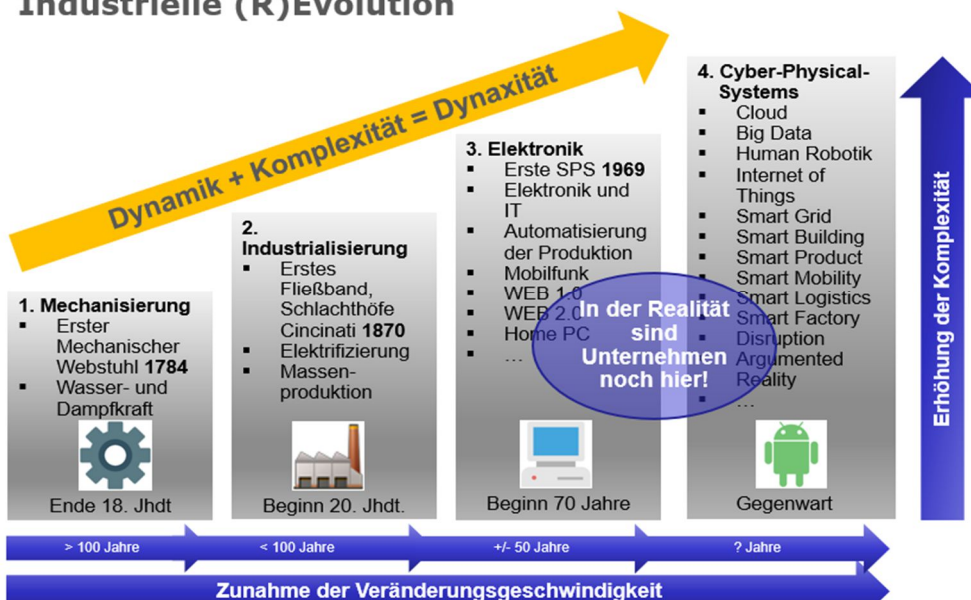 Industrielle (R)Evolution
Dynamik + Komplexität = Dynaxität
1. Mechanisierung
▪ Erster
Mechanischer
Webstuhl 1784
▪ Wasser- und
Dampfkraft
Ende 18. Jhdt
2.
Industrialisierung
▪ Erstes
Fließband,
Schlachthöfe
Cincinati 1870
▪ Elektrifizierung
▪ Massen-
produktion
Beginn 20. Jhdt.
3. Elektronik
▪ Erste SPS 1969
▪ Elektronik und
IT
▪ Automatisierung
der Produktion
▪ Mobilfunk
▪ WEB 1.0
▪ WEB 2.0
▪ Home PC
▪ …
Beginn 70 Jahre
In der Realität
sind
Unternehmen
noch hier!
4. Cyber-Physical-
Systems
▪ Cloud
▪ Big Data
▪ Human Robotik
▪ Internet of
Things
▪ Smart Grid
▪ Smart Building
▪ Smart Product
▪ Smart Mobility
▪ Smart Logistics
▪ Smart Factory
▪ Disruption
▪ Argumented
Reality
▪ …
Gegenwart
Erhöhung der Komplexität
> 100 Jahre
< 100 Jahre
+/- 50 Jahre
? Jahre
Zunahme der Veränderungsgeschwindigkeit